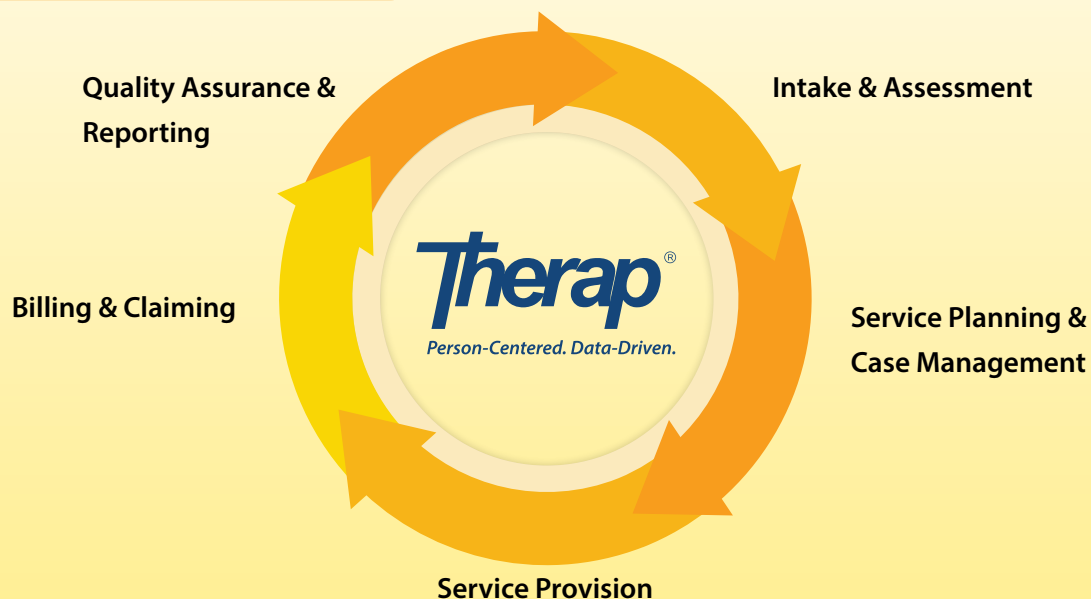 Quality Assurance &
Reporting
Intake & Assessment
Therap®
Person-Centered. Data-Driven.
Billing & Claiming
Service Planning &
Case Management
Service Provision